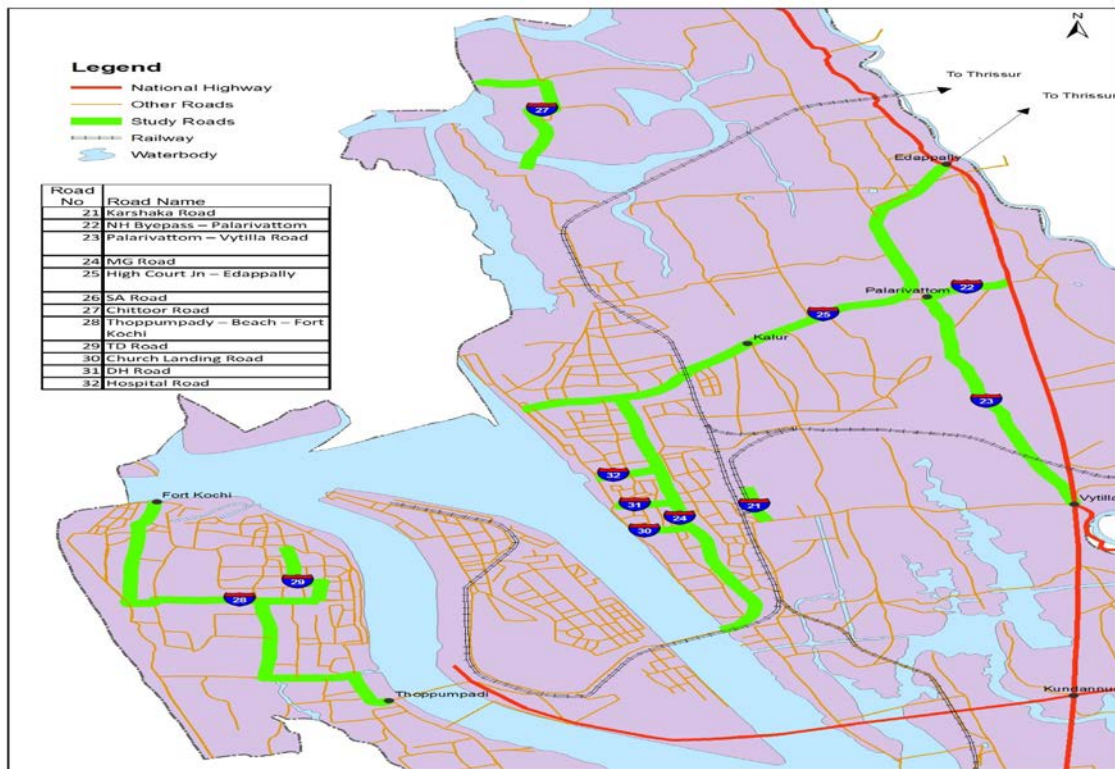 N
To Thrissur
To Thrissur
Legend
National Highway
Other Roads
Study Roads
Railway
Waterbody
27
Edappally
Road
No Road Name
21 Karshaka Road
22 NH Byepass – Palarivattom
23 Palarivattom – Vytilla Road
24 MG Road
25 High Court Jn – Edappally
26 SA Road
27 Chittoor Road
28 Thoppumpady – Beach – Fort
Kochi
29 TD Road
30 Church Landing Road
31 DH Road
32 Hospital Road
22
Palarivattom
25
Kalur
23
32
Fort Kochi
31
21
Vytilla
24
30
29
28
Thoppumpadi
Kundannur